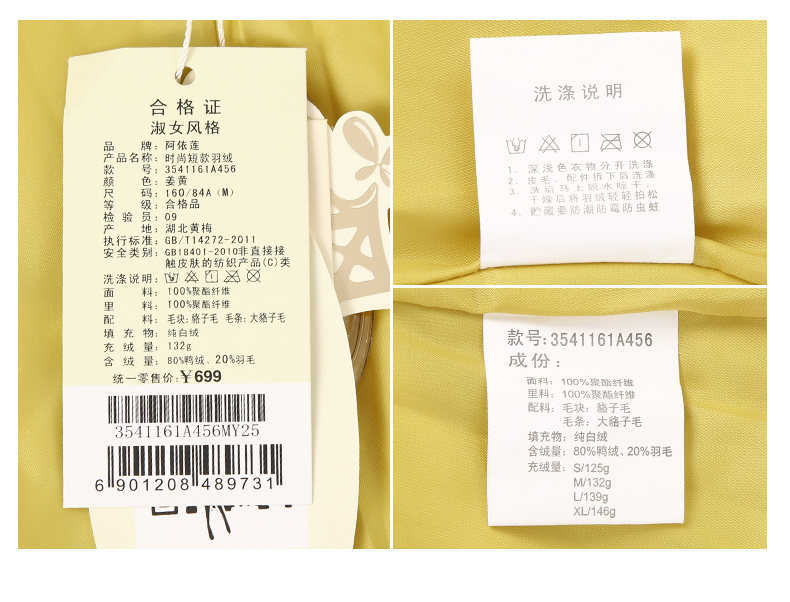 合格证
淑女风格
品 牌：阿依莲
产品名称：时尚短款羽绒
款 号：3541161A456
颜 色：姜黄
尺 码：160/84A（M）
等 级：合格品
检 验 员：09
产 地：湖北黄梅
执行标准：GB/T14272-2011
安全类别：GB18401-2010非直接接
触皮肤的纺织产品(C)类
洗涤说明：
面 料：100%聚酯纤维
里 料：100%聚酯纤维
配 料：毛块：貉子毛 毛条：大貉子毛
填 充 物：纯白绒
充 绒 量：132g
含 绒 量：80%鸭绒、20%羽毛
统一零售价：¥699
3541161A456MY25
6 901208 489731
洗涤说明
1、深浅色衣物分开洗涤
2、皮毛、配件拆下后洗涤
3、洗后马上脱水晾干，
干燥后将羽绒轻轻拍松
4、贮藏要防潮防霉防虫蛀
款号：3541161A456
成份：
面料：100%聚酯纤维
里料：100%聚酯纤维
配料：毛块：貉子毛
毛条：大貉子毛
填充物：纯白绒
含绒量：80%鸭绒、20%羽毛
充绒量：S/125g
M/132g
L/139g
XL/146g